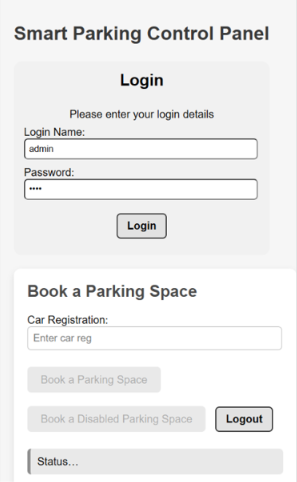 Smart Parking Control Panel
Login
Please enter your login details
Login Name:
admin
Password:
••••
Login
Book a Parking Space
Car Registration:
Enter car reg
Book a Parking Space
Book a Disabled Parking Space
Logout
Status...